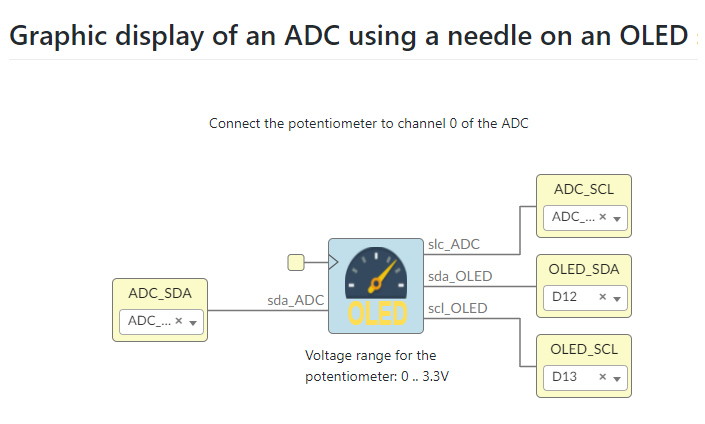 Graphic display of an ADC using a needle on an OLED
Connect the potentiometer to channel 0 of the ADC
ADC_SCL
ADC_... × ▾
slc_ADC
OLED_SDA
sda_OLED
D12 × ▾
ADC_SDA
sda_ADC
ADC_... × ▾
OLED
scl_OLED
OLED_SCL
D13 × ▾
Voltage range for the
potentiometer: 0 .. 3.3V